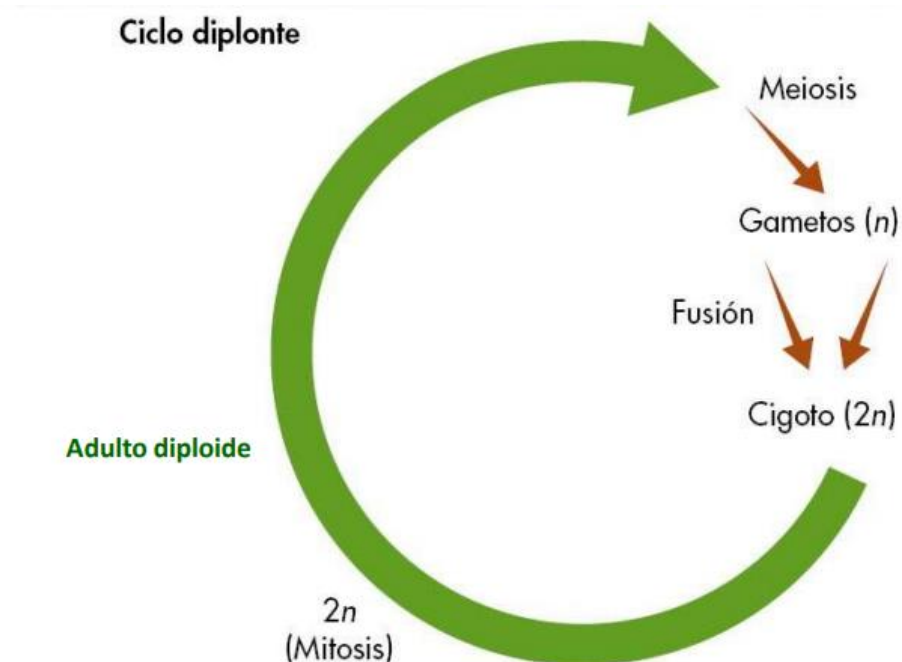 Ciclo diplonte
Meiosis
Gametos (n)
Fusión
Cigoto (2n)
Adulto diploide
2n
(Mitosis)